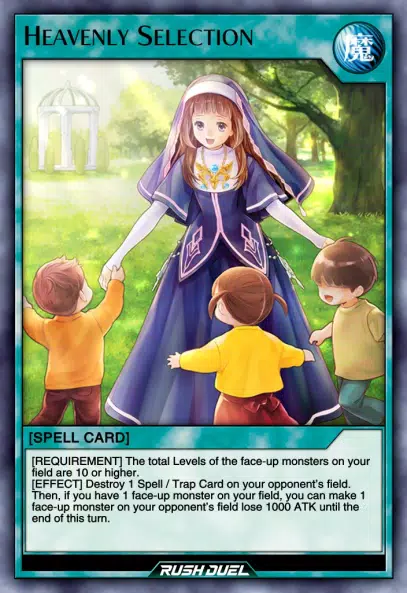 Heavenly Selection
魔
[SPELL CARD]
[REQUIREMENT] The total Levels of the face-up monsters on your
field are 10 or higher.
[EFFECT] Destroy 1 Spell / Trap Card on your opponent's field.
Then, if you have 1 face-up monster on your field, you can make 1
face-up monster on your opponent's field lose 1000 ATK until the
end of this turn.
RUSH DUEL